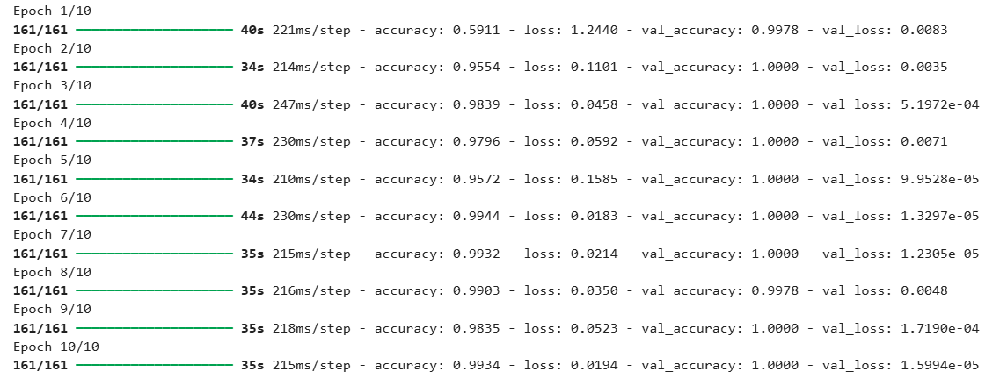 Epoch 1/10
161/161 ━━━━━━━━━━━━━━━━━━━━ 40s 221ms/step - accuracy: 0.5911 - loss: 1.2440 - val_accuracy: 0.9978 - val_loss: 0.0083
Epoch 2/10
161/161 ━━━━━━━━━━━━━━━━━━━━ 34s 214ms/step - accuracy: 0.9554 - loss: 0.1101 - val_accuracy: 1.0000 - val_loss: 0.0035
Epoch 3/10
161/161 ━━━━━━━━━━━━━━━━━━━━ 40s 247ms/step - accuracy: 0.9839 - loss: 0.0458 - val_accuracy: 1.0000 - val_loss: 5.1972e-04
Epoch 4/10
161/161 ━━━━━━━━━━━━━━━━━━━━ 37s 230ms/step - accuracy: 0.9796 - loss: 0.0592 - val_accuracy: 1.0000 - val_loss: 0.0071
Epoch 5/10
161/161 ━━━━━━━━━━━━━━━━━━━━ 34s 210ms/step - accuracy: 0.9572 - loss: 0.1585 - val_accuracy: 1.0000 - val_loss: 9.9528e-05
Epoch 6/10
161/161 ━━━━━━━━━━━━━━━━━━━━ 44s 230ms/step - accuracy: 0.9944 - loss: 0.0183 - val_accuracy: 1.0000 - val_loss: 1.3297e-05
Epoch 7/10
161/161 ━━━━━━━━━━━━━━━━━━━━ 35s 215ms/step - accuracy: 0.9932 - loss: 0.0214 - val_accuracy: 1.0000 - val_loss: 1.2305e-05
Epoch 8/10
161/161 ━━━━━━━━━━━━━━━━━━━━ 35s 216ms/step - accuracy: 0.9903 - loss: 0.0350 - val_accuracy: 0.9978 - val_loss: 0.0048
Epoch 9/10
161/161 ━━━━━━━━━━━━━━━━━━━━ 35s 218ms/step - accuracy: 0.9835 - loss: 0.0523 - val_accuracy: 1.0000 - val_loss: 1.7190e-04
Epoch 10/10
161/161 ━━━━━━━━━━━━━━━━━━━━ 35s 215ms/step - accuracy: 0.9934 - loss: 0.0194 - val_accuracy: 1.0000 - val_loss: 1.5994e-05